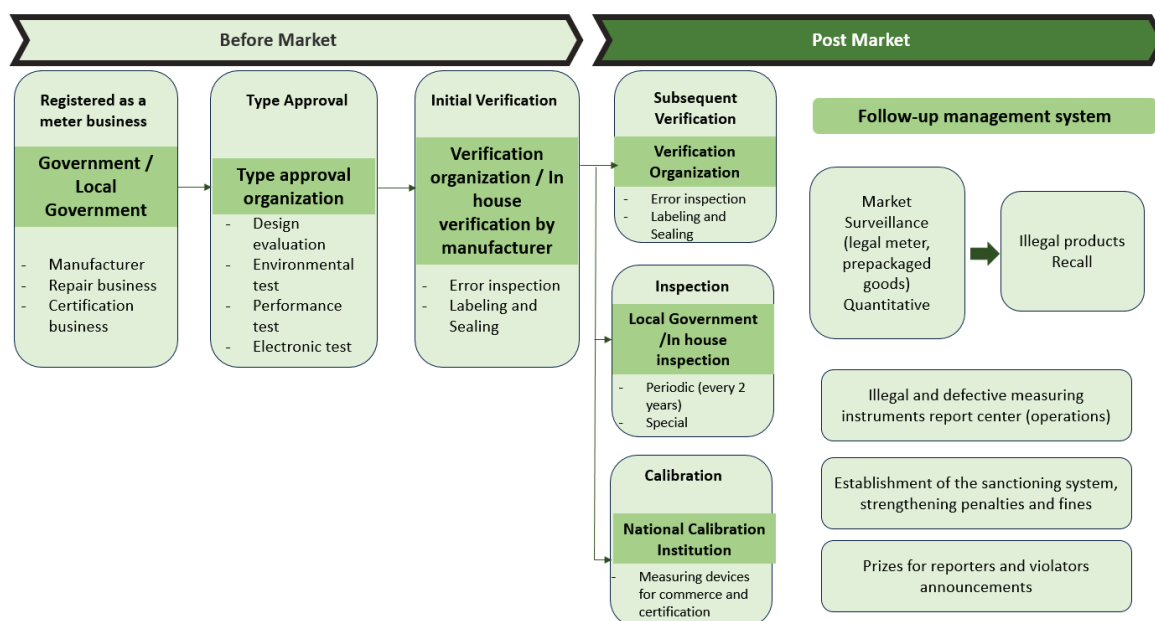 Before Market
Post Market
Registered as a
meter business
Government /
Local
Government
- Manufacturer
- Repair business
- Certification
business
Type Approval
Type approval
organization
- Design
evaluation
- Environmental
test
- Performance
test
- Electronic test
Initial Verification
Verification
organization / In
house
verification by
manufacturer
- Error inspection
- Labeling and
Sealing
Subsequent
Verification
Verification
Organization
- Error inspection
- Labeling and
Sealing
Inspection
Local Government
/In house
inspection
- Periodic (every 2
years)
- Special
Calibration
National Calibration
Institution
- Measuring devices
for commerce and
certification
Follow-up management system
Market
Surveillance
(legal meter,
prepackaged
goods)
Quantitative
Illegal products
Recall
Illegal and defective measuring
instruments report center (operations)
Establishment of the sanctioning system,
strengthening penalties and fines
Prizes for reporters and violators
announcements